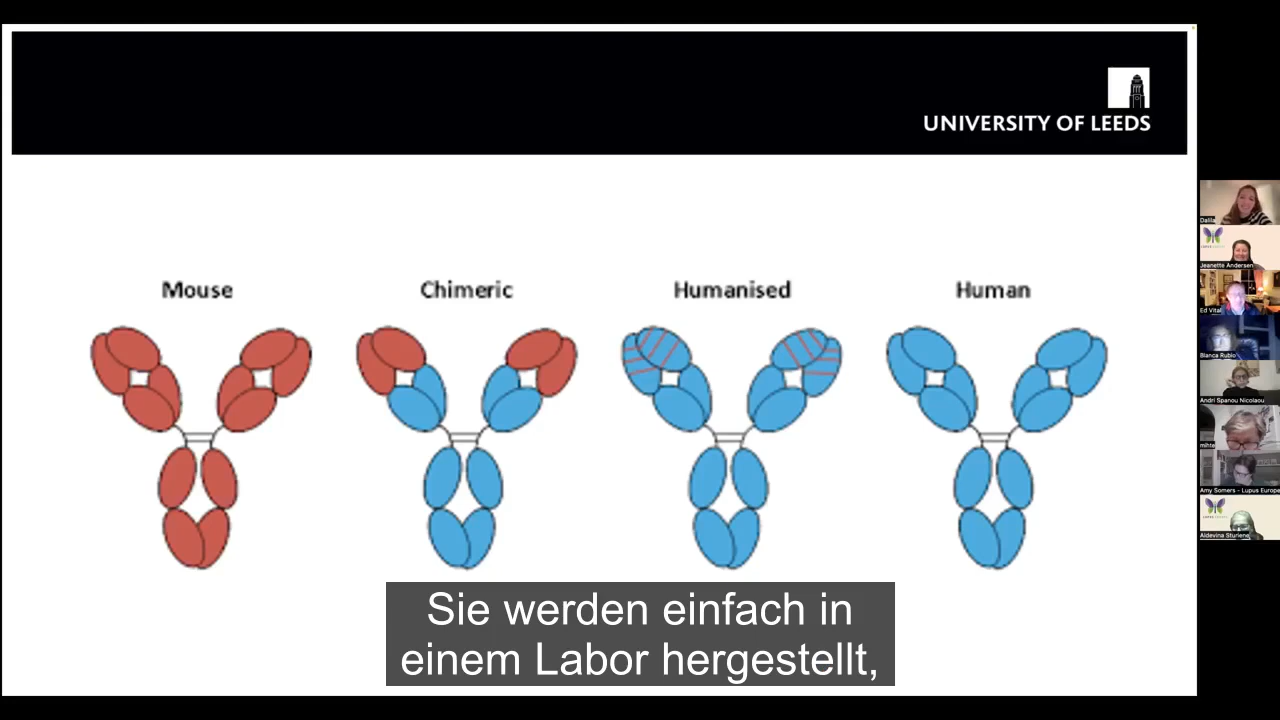 UNIVERSITY OF LEEDS
Mouse
Chimeric
Humanised
Human
Sie werden einfach in
einem Labor hergestellt,
Dalila
Jeanette Andersen
Ed Vital
Blanca Rubio
Andri Spanou Nicolaou
Amy Somers - Lupus Europe
Aldevina Sturiene